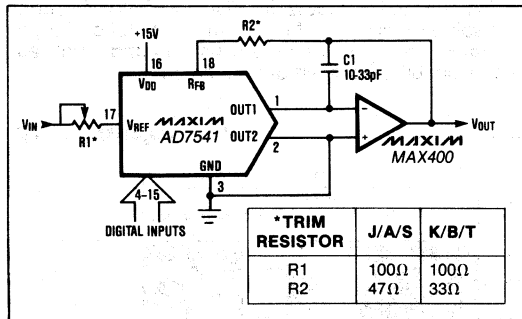 +15V
R2*
C1
10-33pF
16
18
VDD
RFB
VIN
R1*
17
VREF
MAXIM
AD7541
OUT1
1
OUT2
2
GND
3
4-15
DIGITAL INPUTS
-
+
MAXIM
MAX400
VOUT
*TRIM RESISTOR J/A/S K/B/T
R1 100Ω 100Ω
R2 47Ω 33Ω